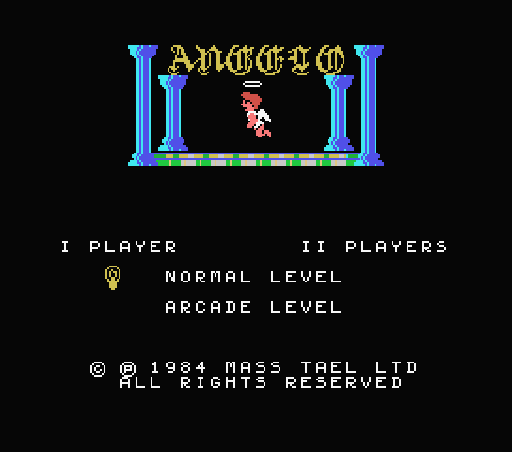 ANGELO
I PLAYER II PLAYERS
NORMAL LEVEL
ARCADE LEVEL
© ℗ 1984 MASS TAEL LTD
ALL RIGHTS RESERVED